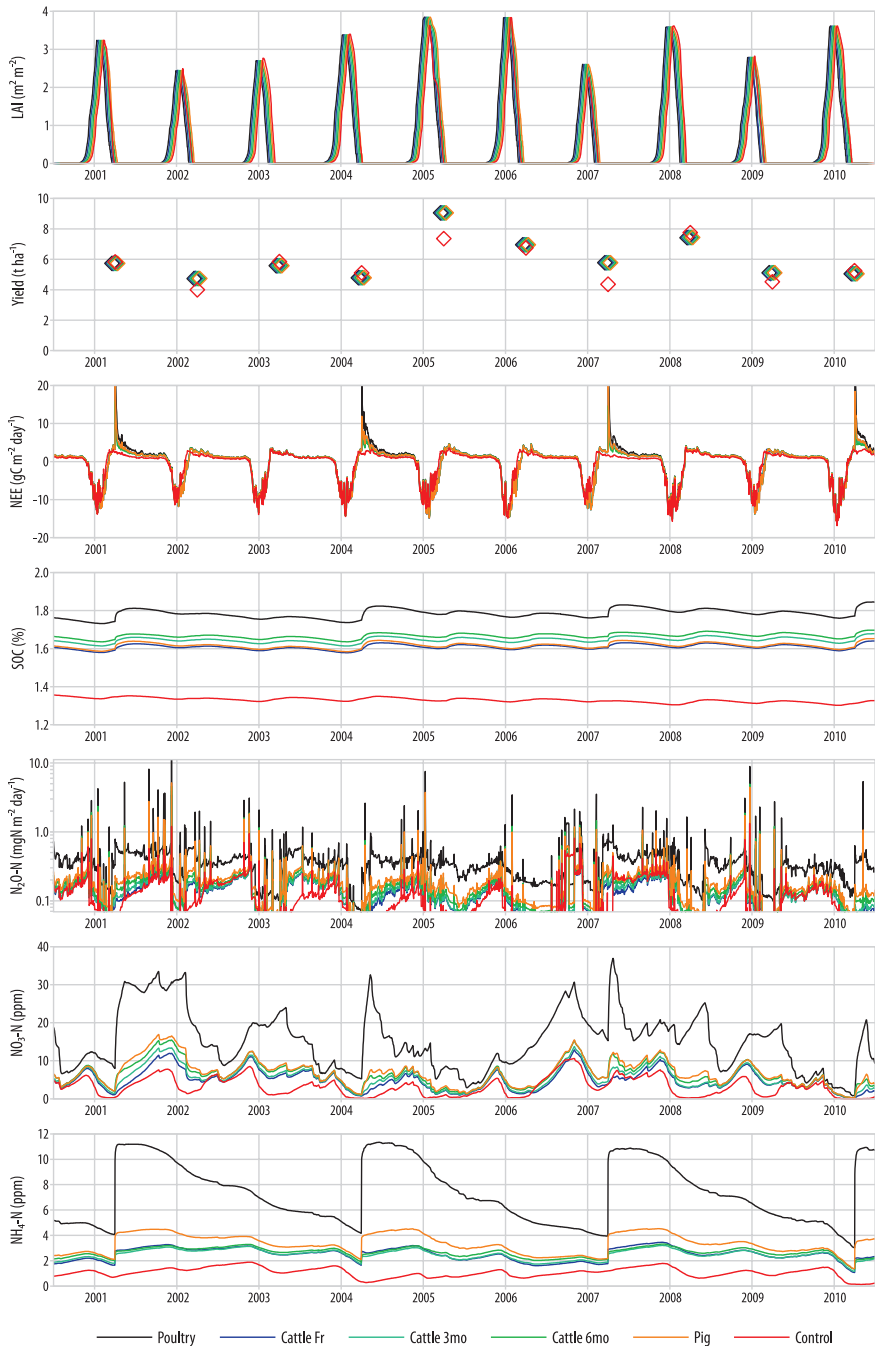 LAI (m² m⁻²)
4
3
2
1
0
2001 2002 2003 2004 2005 2006 2007 2008 2009 2010
Yield (t ha⁻¹)
10
8
6
4
2
0
2001 2002 2003 2004 2005 2006 2007 2008 2009 2010
NEE (gC m⁻² day⁻¹)
20
10
0
−10
−20
2001 2002 2003 2004 2005 2006 2007 2008 2009 2010
SOC (%)
2.0
1.8
1.6
1.4
1.2
2001 2002 2003 2004 2005 2006 2007 2008 2009 2010
N₂O-N (mgN m⁻² day⁻¹)
10.0
1.0
0.1
2001 2002 2003 2004 2005 2006 2007 2008 2009 2010
NO₃-N (ppm)
40
30
20
10
0
2001 2002 2003 2004 2005 2006 2007 2008 2009 2010
NH₄-N (ppm)
12
10
8
6
4
2
0
2001 2002 2003 2004 2005 2006 2007 2008 2009 2010
Poultry Cattle Fr Cattle 3mo Cattle 6mo Pig Control